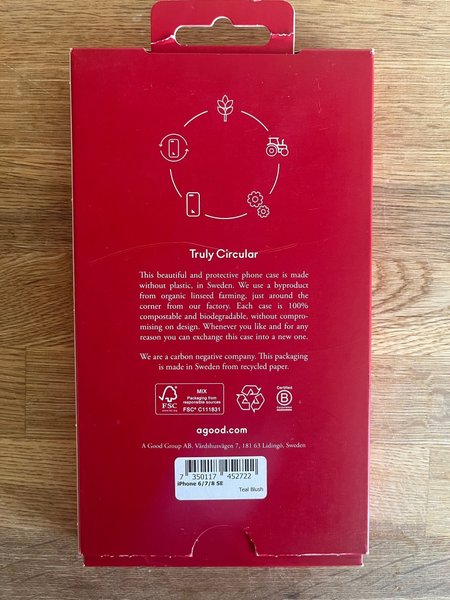 Truly Circular
This beautiful and protective phone case is made
without plastic, in Sweden. We use a byproduct
from organic linseed farming, just around the
corner from our factory. Each case is 100%
compostable and biodegradable, without compro-
mising on design. Whenever you like and for any
reason you can exchange this case into a new one.
We are a carbon negative company. This packaging
is made in Sweden from recycled paper.
FSC
www.fsc.org
MIX
Packaging from
responsible sources
FSC® C111831
Certified
B
Corporation
agood.com
A Good Group AB. Värdshusvägen 7, 181 63 Lidingö, Sweden
7 350117 452722
iPhone 6/7/8 SE
Teal Blush